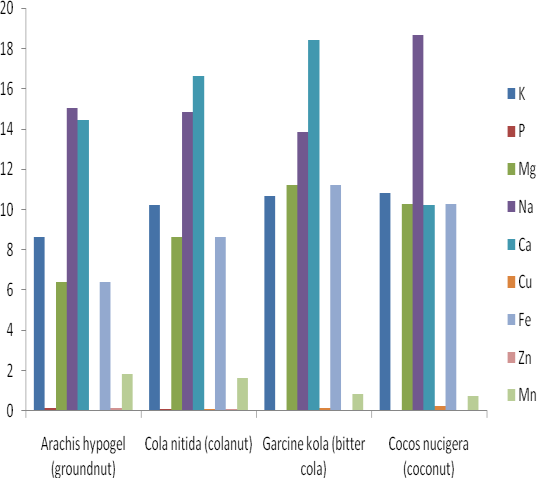 20
18
16
14
12
10
8
6
4
2
0
K
P
Mg
Na
Ca
Cu
Fe
Zn
Mn
Arachis hypogel
(groundnut)
Cola nitida (colanut)
Garcine kola (bitter
cola)
Cocos nucigera
(coconut)